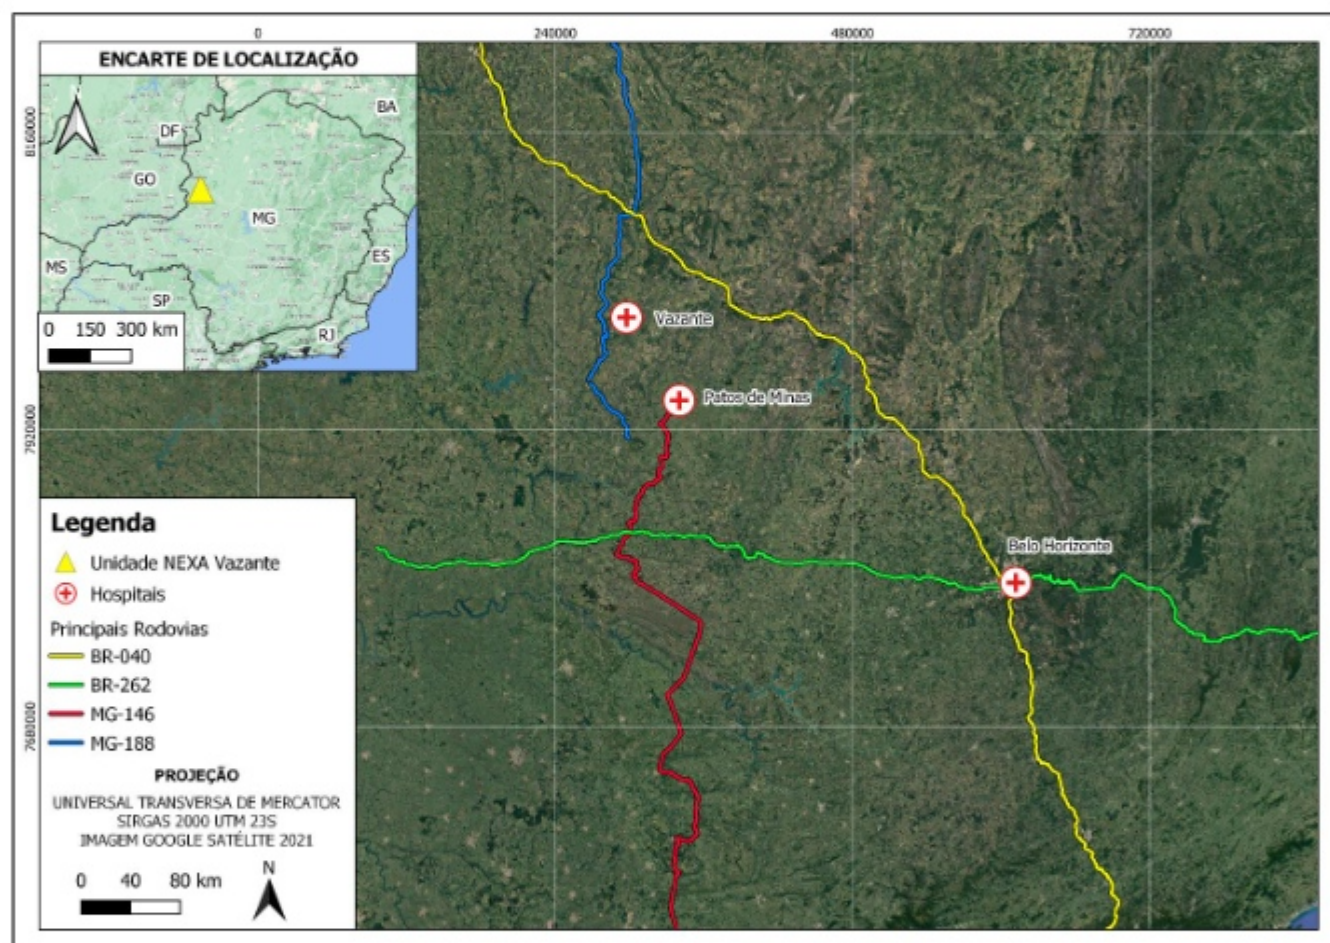 0
240000
480000
720000
ENCARTE DE LOCALIZAÇÃO
BA
DF
GO
MG
ES
MS
SP
RJ
0 150 300 km
8160000
7920000
7680000
Vazante
Patos de Minas
Belo Horizonte
Legenda
Unidade NEXA Vazante
Hospitais
Principais Rodovias
BR-040
BR-262
MG-146
MG-188
PROJEÇÃO
UNIVERSAL TRANSVERSA DE MERCATOR
SIRGAS 2000 UTM 23S
IMAGEM GOOGLE SATÉLITE 2021
0 40 80 km
N